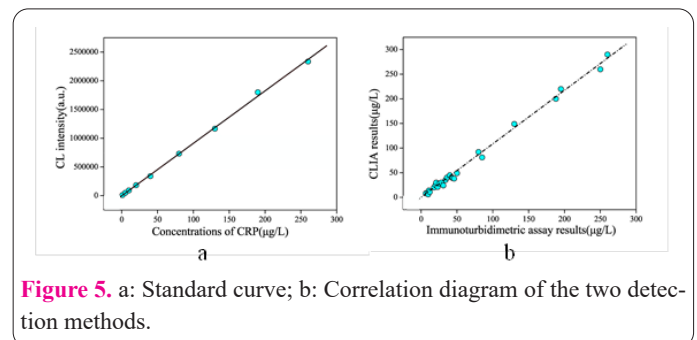 2500000
2000000
1500000
1000000
500000
0
CL intensity(a.u.)
0 50 100 150 200 250 300
Concentrations of CRP(μg/L)
a
300
250
200
150
100
50
0
CLIA results(μg/L)
0 50 100 150 200 250 300
Immunoturbidimetric assay results(μg/L)
b
Figure 5. a: Standard curve; b: Correlation diagram of the two detec-
tion methods.